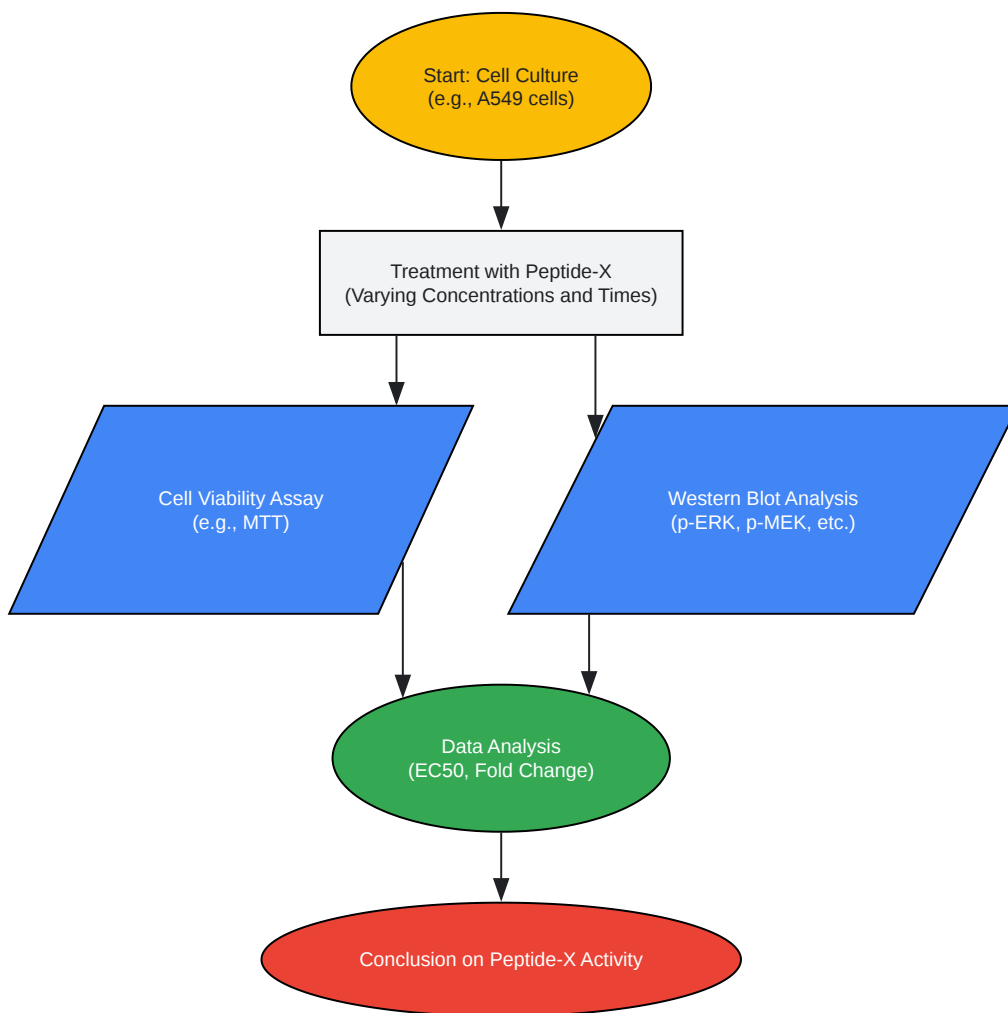 Start: Cell Culture
(e.g., A549 cells)
Treatment with Peptide-X
(Varying Concentrations and Times)
Cell Viability Assay
(e.g., MTT)
Western Blot Analysis
(p-ERK, p-MEK, etc.)
Data Analysis
(EC50, Fold Change)
Conclusion on Peptide-X Activity